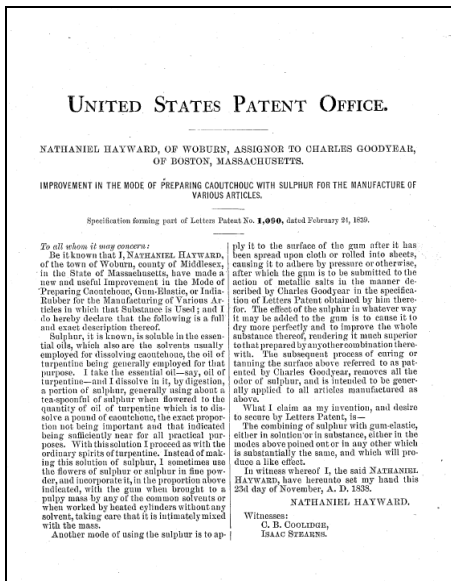 UNITED STATES PATENT OFFICE.
NATHANIEL HAYWARD, OF WOBURN, ASSIGNOR TO CHARLES GOODYEAR,
OF BOSTON, MASSACHUSETTS.
IMPROVEMENT IN THE MODE OF PREPARING CAOUTCHOUC WITH SULPHUR FOR THE MANUFACTURE OF
VARIOUS ARTICLES.
Specification forming part of Letters Patent No. 1,090, dated February 24, 1839.
To all whom it may concern:
Be it known that I, NATHANIEL HAYWARD,
of the town of Woburn, county of Middlesex,
in the State of Massachusetts, have made a
new and useful Improvement in the Mode of
Preparing Caoutchouc, Gum-Elastic, or India-
Rubber for the Manufacturing of Various Ar-
ticles in which that Substance is Used; and I
do hereby declare that the following is a full
and exact description thereof.
Sulphur, it is known, is soluble in the essen-
tial oils, which also are the solvents usually
employed for dissolving caoutchouc, the oil of
turpentine being generally employed for that
purpose. I take the essential oil—say, oil of
turpentine—and I dissolve in it, by digestion,
a portion of sulphur, generally using about a
tea-spoonful of sulphur when flowered to the
quantity of oil of turpentine which is to dis-
solve a pound of caoutchouc, the exact propor-
tion not being important and that indicated
being sufficiently near for all practical pur-
poses. With this solution I proceed as with the
ordinary spirits of turpentine. Instead of mak-
ing this solution of sulphur, I sometimes use
the flowers of sulphur or sulphur in fine pow-
der, and incorporate it, in the proportion above
indicated, with the gum when brought to a
pulpy mass by any of the common solvents or
when worked by heated cylinders without any
solvent, taking care that it is intimately mixed
with the mass.
Another mode of using the sulphur is to ap-
ply it to the surface of the gum after it has
been spread upon cloth or rolled into sheets,
causing it to adhere by pressure or otherwise,
after which the gum is to be submitted to the
action of metallic salts in the manner de-
scribed by Charles Goodyear in the specifica-
tion of Letters Patent obtained by him there-
for. The effect of the sulphur in whatever way
it may be added to the gum is to cause it to
dry more perfectly and to improve the whole
substance thereof, rendering it much superior
to that prepared by any other combination there-
with. The subsequent process of curing or
tanning the surface above referred to as pat-
ented by Charles Goodyear, removes all the
odor of sulphur, and is intended to be gener-
ally applied to all articles manufactured as
above.
What I claim as my invention, and desire
to secure by Letters Patent, is—
The combining of sulphur with gum-elastic,
either in solution or in substance, either in the
modes above pointed out or in any other which
is substantially the same, and which will pro-
duce a like effect.
In witness whereof I, the said NATHANIEL
HAYWARD, have hereunto set my hand this
23d day of November, A. D. 1838.
NATHANIEL HAYWARD.
Witnesses:
C. B. COOLIDGE,
ISAAC STEARNS.